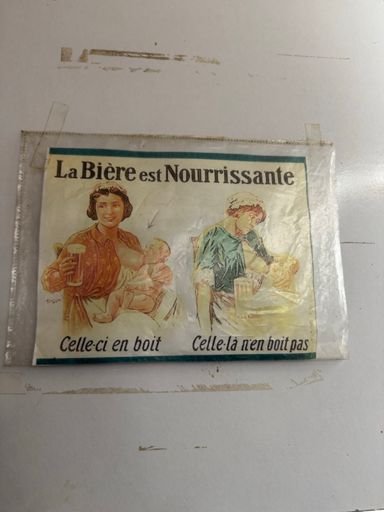 La Bière est Nourrissante
Celle-ci en boit
Celle-là n'en boit pas